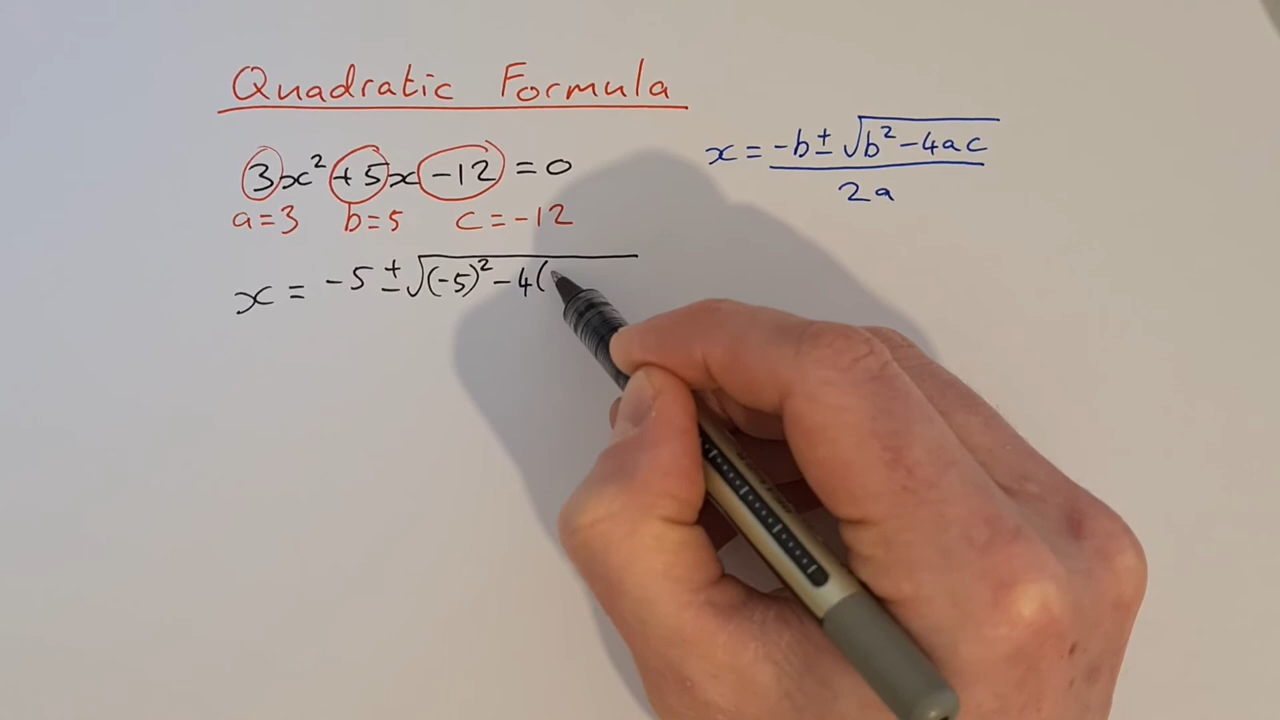 Quadratic Formula
3x² + 5x - 12 = 0
a = 3 b = 5 c = -12
x = -b ± √b² - 4ac / 2a
x = -5 ± √(-5)² - 4(